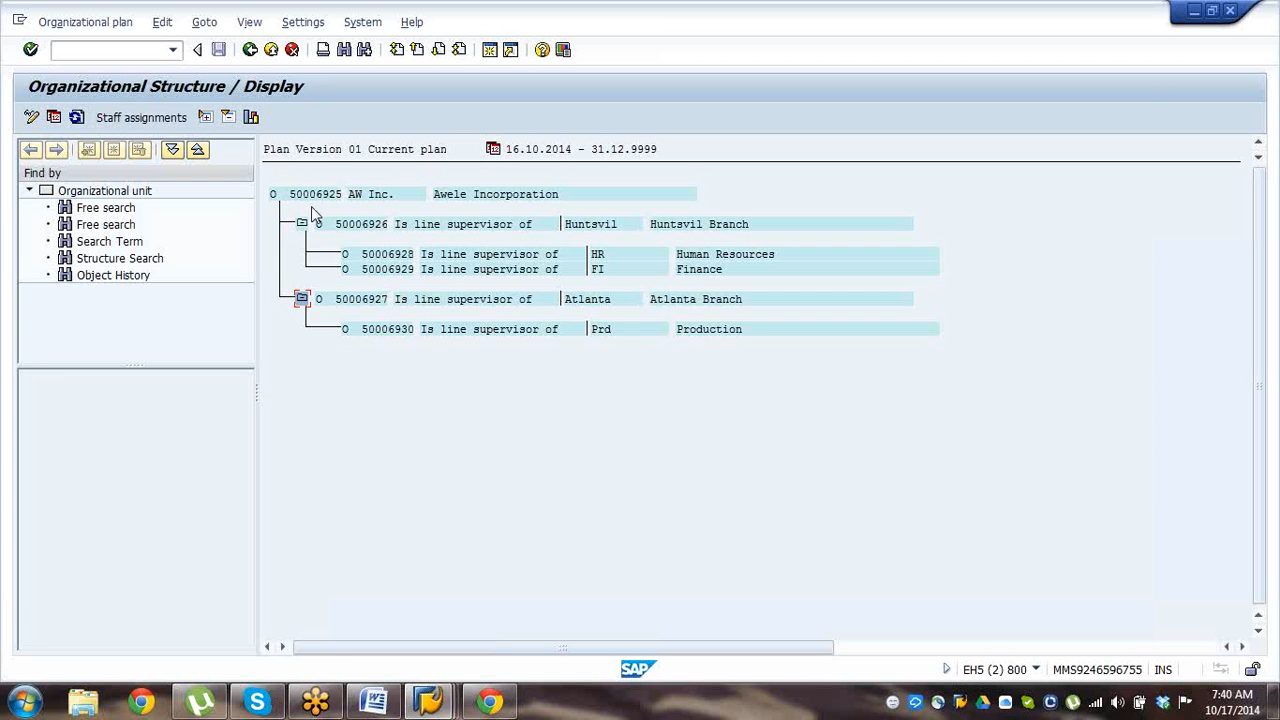 Organizational plan Edit Goto View Settings System Help
Organizational Structure / Display
Staff assignments
Find by
Organizational unit
Free search
Free search
Search Term
Structure Search
Object History
Plan Version 01 Current plan 16.10.2014 - 31.12.9999
O 50006925 AW Inc. Awele Incorporation
O 50006926 Is line supervisor of Huntsvil Huntsvil Branch
O 50006928 Is line supervisor of HR Human Resources
O 50006929 Is line supervisor of FI Finance
O 50006927 Is line supervisor of Atlanta Atlanta Branch
O 50006930 Is line supervisor of Prd Production
SAP
EH5 (2) 800 MMS9246596755 INS
7:40 AM
10/17/2014